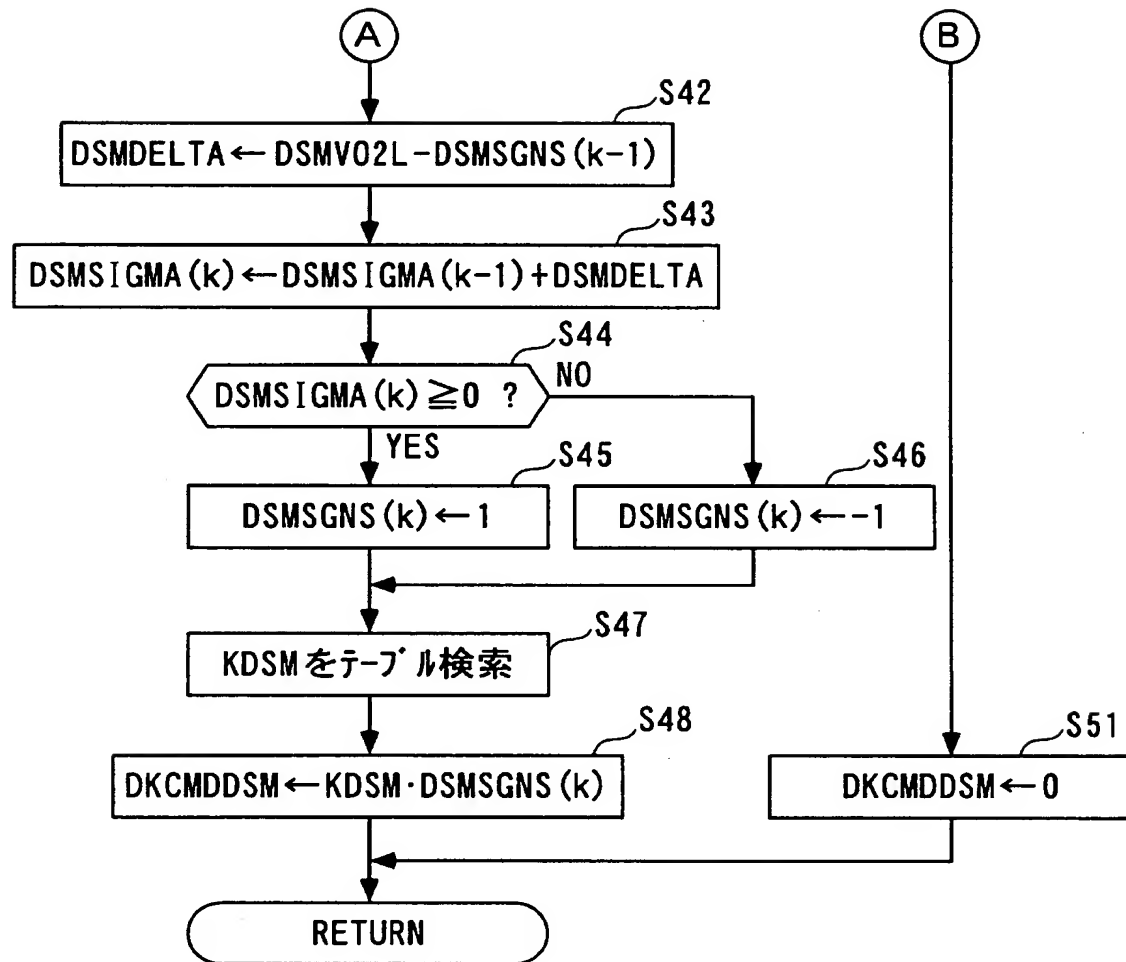 A
B
S42
DSMDELTA←DSMVO2L-DSMSGNS(k-1)
S43
DSMSIGMA(k)←DSMSIGMA(k-1)+DSMDELTA
S44
DSMSIGMA(k)≧0 ?
NO
YES
S45
DSMSGNS(k)←1
S46
DSMSGNS(k)←-1
S47
KDSMをテーブル検索
S48
DKCMDDSM←KDSM·DSMSGNS(k)
S51
DKCMDDSM←0
RETURN